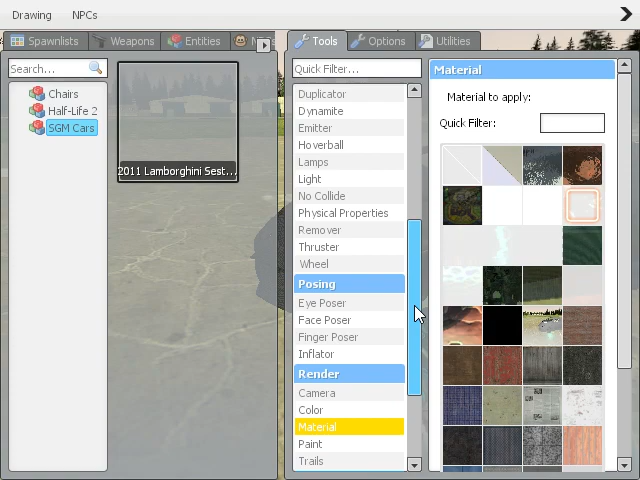 Drawing NPCs
Spawnlists Weapons Entities
Tools Options Utilities
Search...
Chairs
Half-Life 2
SGM Cars
2011 Lamborghini Sest...
Quick Filter...
Duplicator
Dynamite
Emitter
Hoverball
Lamps
Light
No Collide
Physical Properties
Remover
Thruster
Wheel
Posing
Eye Poser
Face Poser
Finger Poser
Inflator
Render
Camera
Color
Material
Paint
Trails
Material
Material to apply:
Quick Filter: